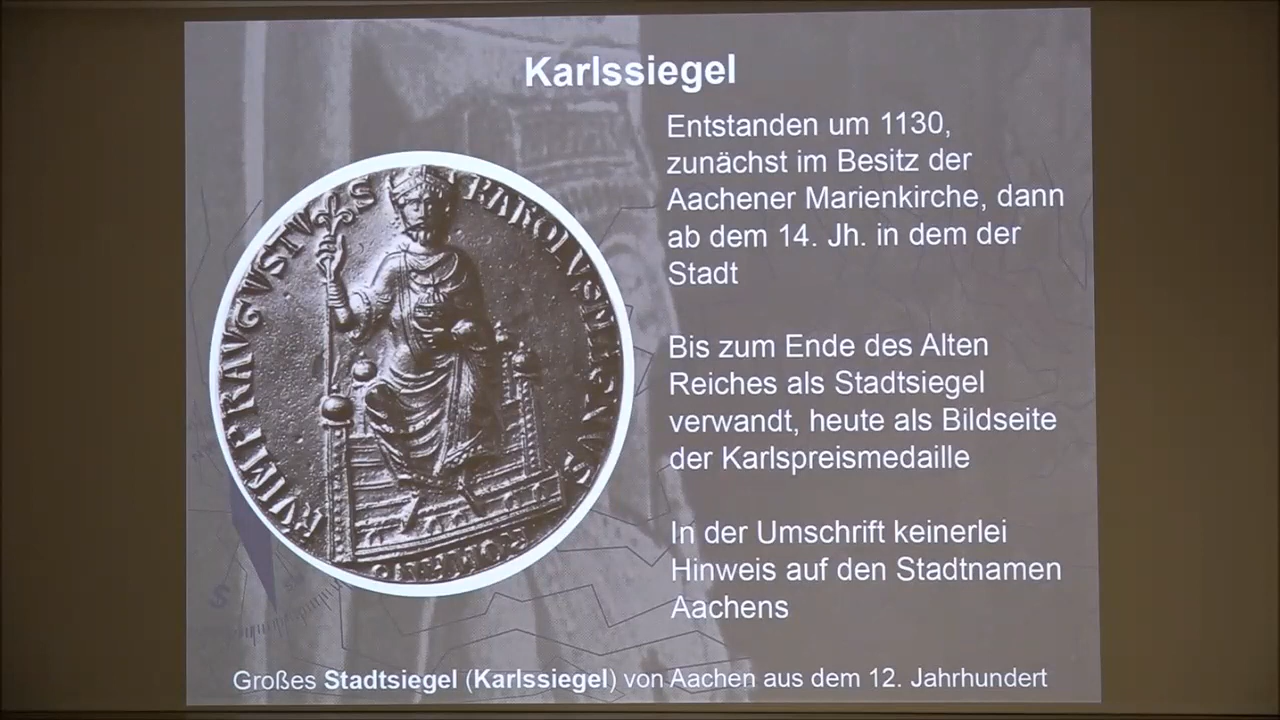 Karlssiegel
Entstanden um 1130,
zunächst im Besitz der
Aachener Marienkirche, dann
ab dem 14. Jh. in dem der
Stadt
Bis zum Ende des Alten
Reiches als Stadtsiegel
verwandt, heute als Bildseite
der Karlspreismedaille
In der Umschrift keinerlei
Hinweis auf den Stadtnamen
Aachens
Großes Stadtsiegel (Karlssiegel) von Aachen aus dem 12. Jahrhundert